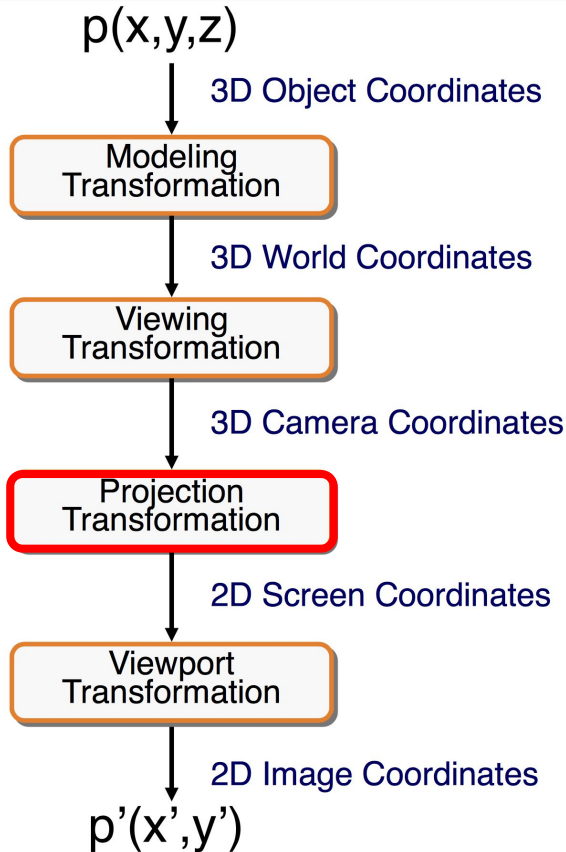 p(x,y,z)
3D Object Coordinates
Modeling
Transformation
3D World Coordinates
Viewing
Transformation
3D Camera Coordinates
Projection
Transformation
2D Screen Coordinates
Viewport
Transformation
2D Image Coordinates
p’(x’,y’)